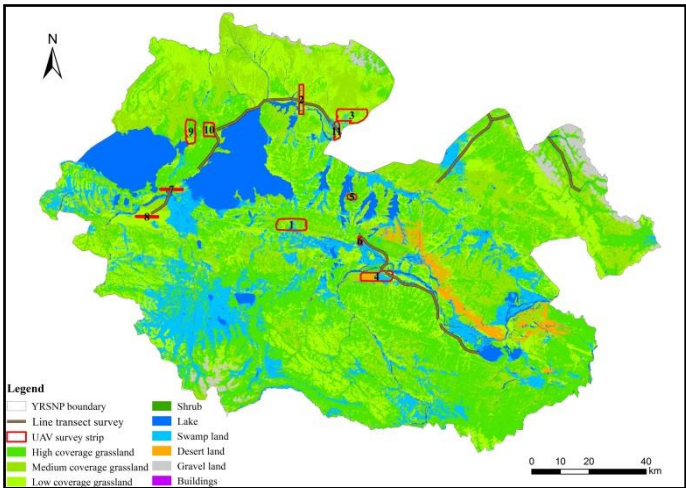 N
2
3
9
10
11
7
5
8
1
6
4
Legend
YRSNP boundary
Line transect survey
UAV survey strip
High coverage grassland
Medium coverage grassland
Low coverage grassland
Shrub
Lake
Swamp land
Desert land
Gravel land
Buildings
0 10 20 40
km